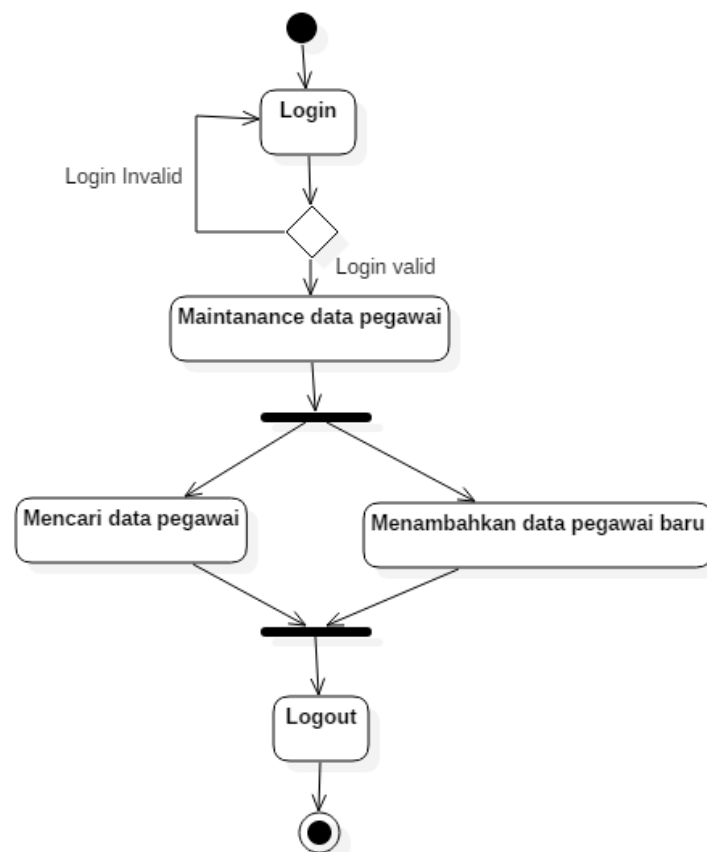 Login
Login Invalid
Login valid
Maintanance data pegawai
Mencari data pegawai
Menambahkan data pegawai baru
Logout